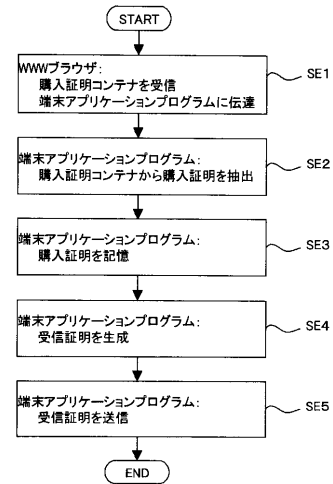 START
WWWブラウザ:
購入証明コンテナを受信
端末アプリケーションプログラムに伝達
SE1
端末アプリケーションプログラム:
購入証明コンテナから購入証明を抽出
SE2
端末アプリケーションプログラム:
購入証明を記憶
SE3
端末アプリケーションプログラム:
受信証明を生成
SE4
端末アプリケーションプログラム:
受信証明を送信
SE5
END